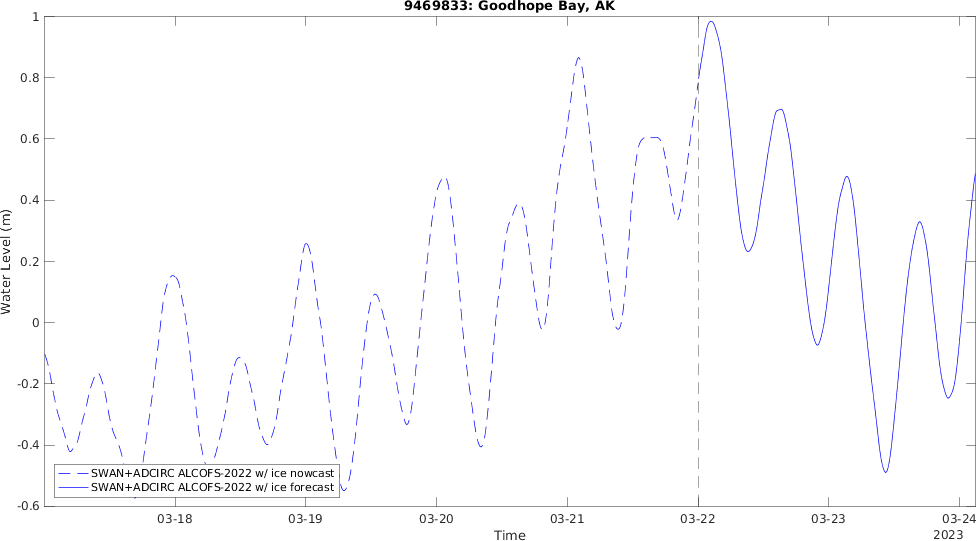 9469833: Goodhope Bay, AK
1
0.8
0.6
0.4
0.2
0
-0.2
-0.4
-0.6
Water Level (m)
SWAN+ADCIRC ALCOFS-2022 w/ ice nowcast
SWAN+ADCIRC ALCOFS-2022 w/ ice forecast
03-18 03-19 03-20 03-21 03-22 03-23 03-24
Time
2023